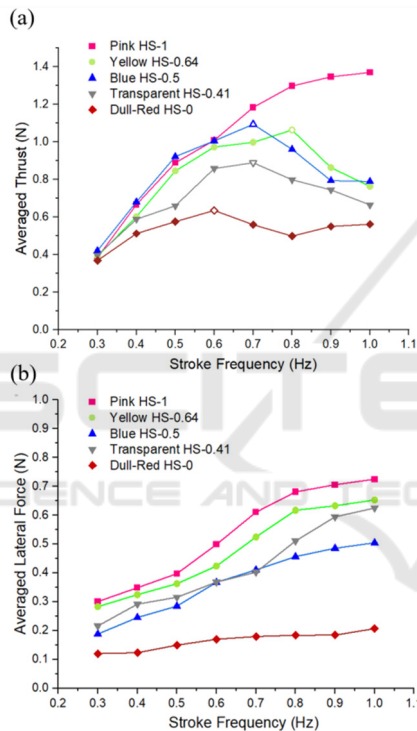 (a)
Pink HS-1
Yellow HS-0.64
Blue HS-0.5
Transparent HS-0.41
Dull-Red HS-0
Averaged Thrust (N)
1.4
1.2
1.0
0.8
0.6
0.4
0.2
0.0
0.2 0.3 0.4 0.5 0.6 0.7 0.8 0.9 1.0 1.1
Stroke Frequency (Hz)
(b)
Pink HS-1
Yellow HS-0.64
Blue HS-0.5
Transparent HS-0.41
Dull-Red HS-0
Averaged Lateral Force (N)
1.0
0.9
0.8
0.7
0.6
0.5
0.4
0.3
0.2
0.1
0.0
0.2 0.3 0.4 0.5 0.6 0.7 0.8 0.9 1.0 1.1
Stroke Frequency (Hz)
SCITE
ENCE AND TEC